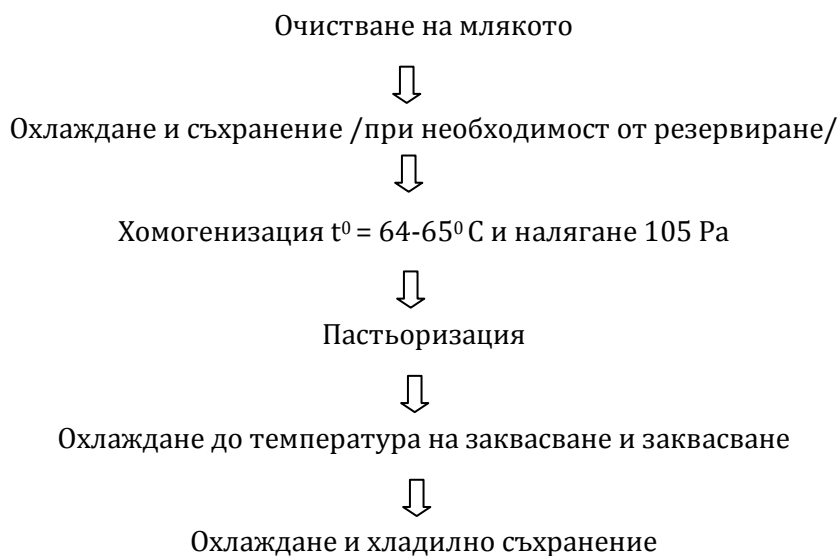 Очистване на млякото
Охлаждане и съхранение /при необходимост от резервиране/
Хомогенизация t⁰ = 64-65⁰ C и налягане 105 Pa
Пастьоризация
Охлаждане до температура на заквасване и заквасване
Охлаждане и хладилно съхранение